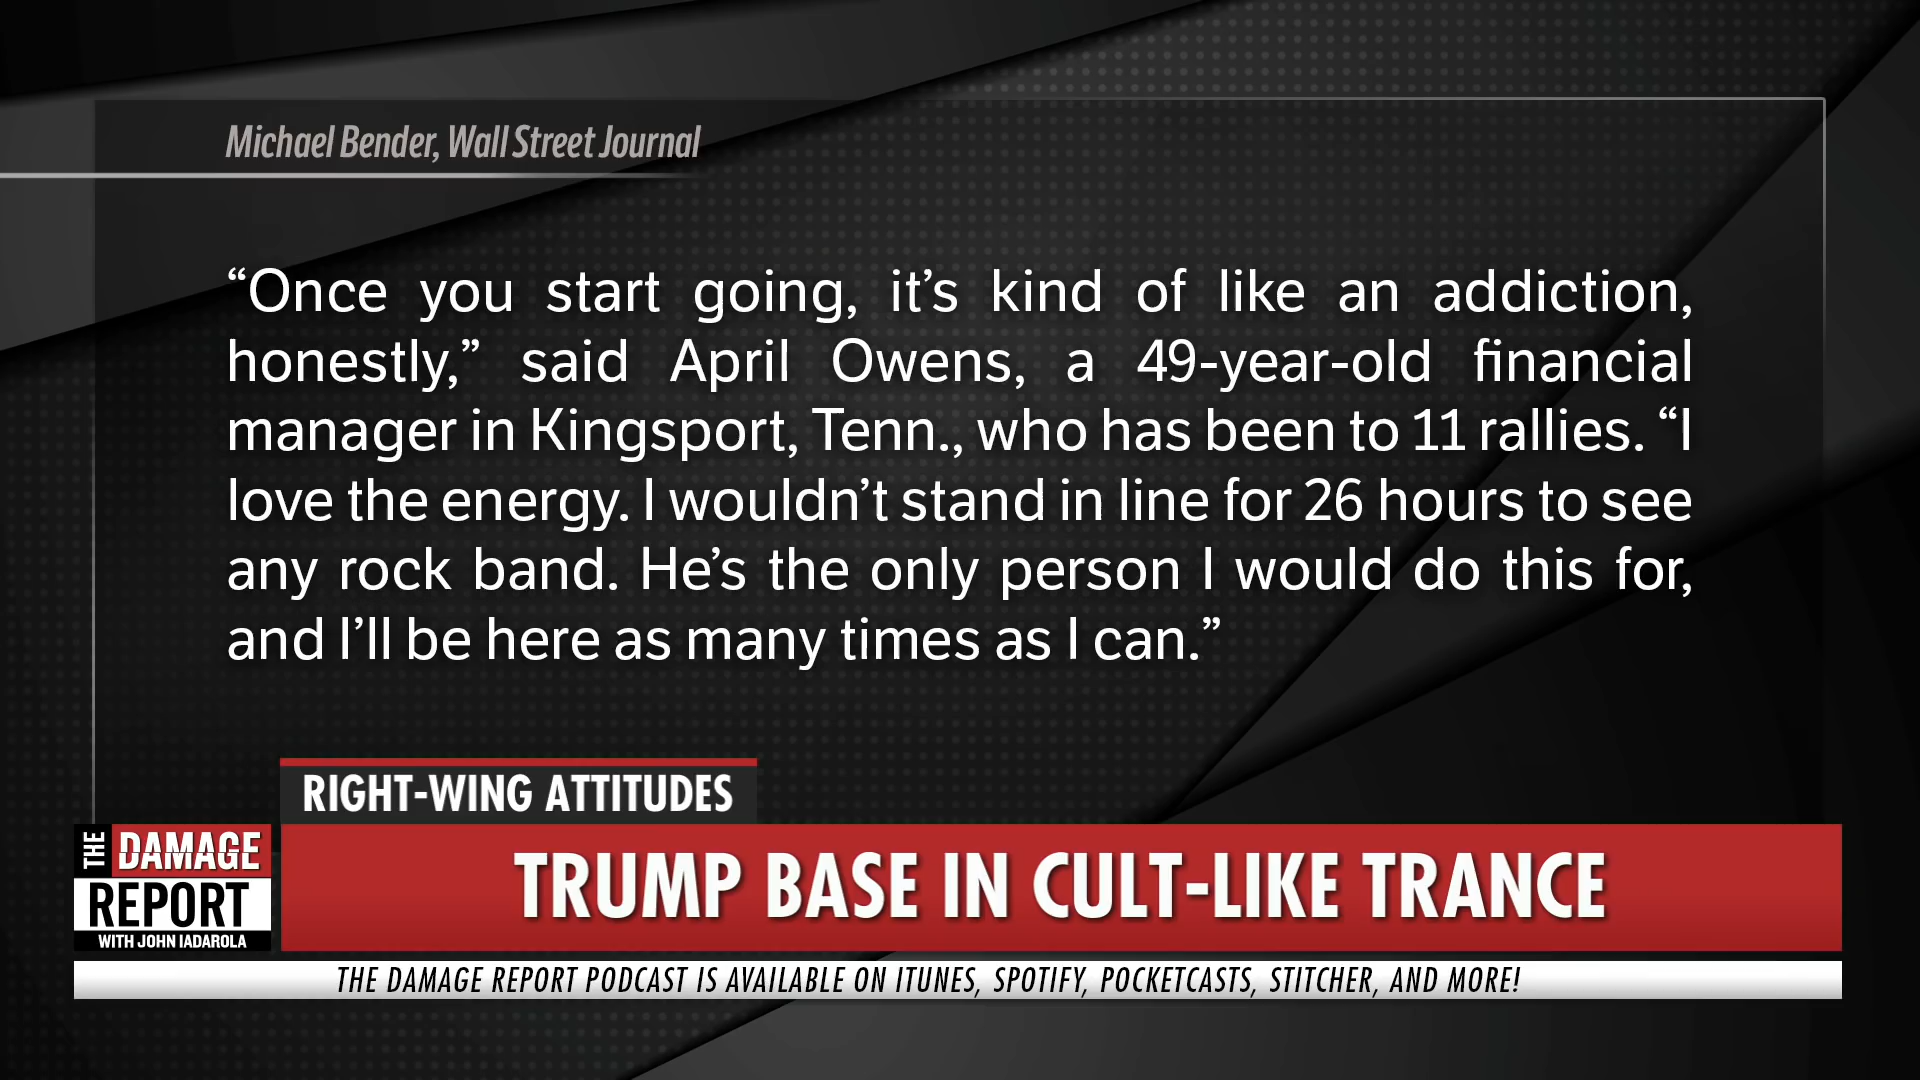 Michael Bender, Wall Street Journal
“Once you start going, it’s kind of like an addiction,
honestly,” said April Owens, a 49-year-old financial
manager in Kingsport, Tenn., who has been to 11 rallies. “I
love the energy. I wouldn’t stand in line for 26 hours to see
any rock band. He’s the only person I would do this for,
and I’ll be here as many times as I can.”
RIGHT-WING ATTITUDES
THE DAMAGE
REPORT
WITH JOHN IADAROLA
TRUMP BASE IN CULT-LIKE TRANCE
THE DAMAGE REPORT PODCAST IS AVAILABLE ON ITUNES, SPOTIFY, POCKETCASTS, STITCHER, AND MORE!